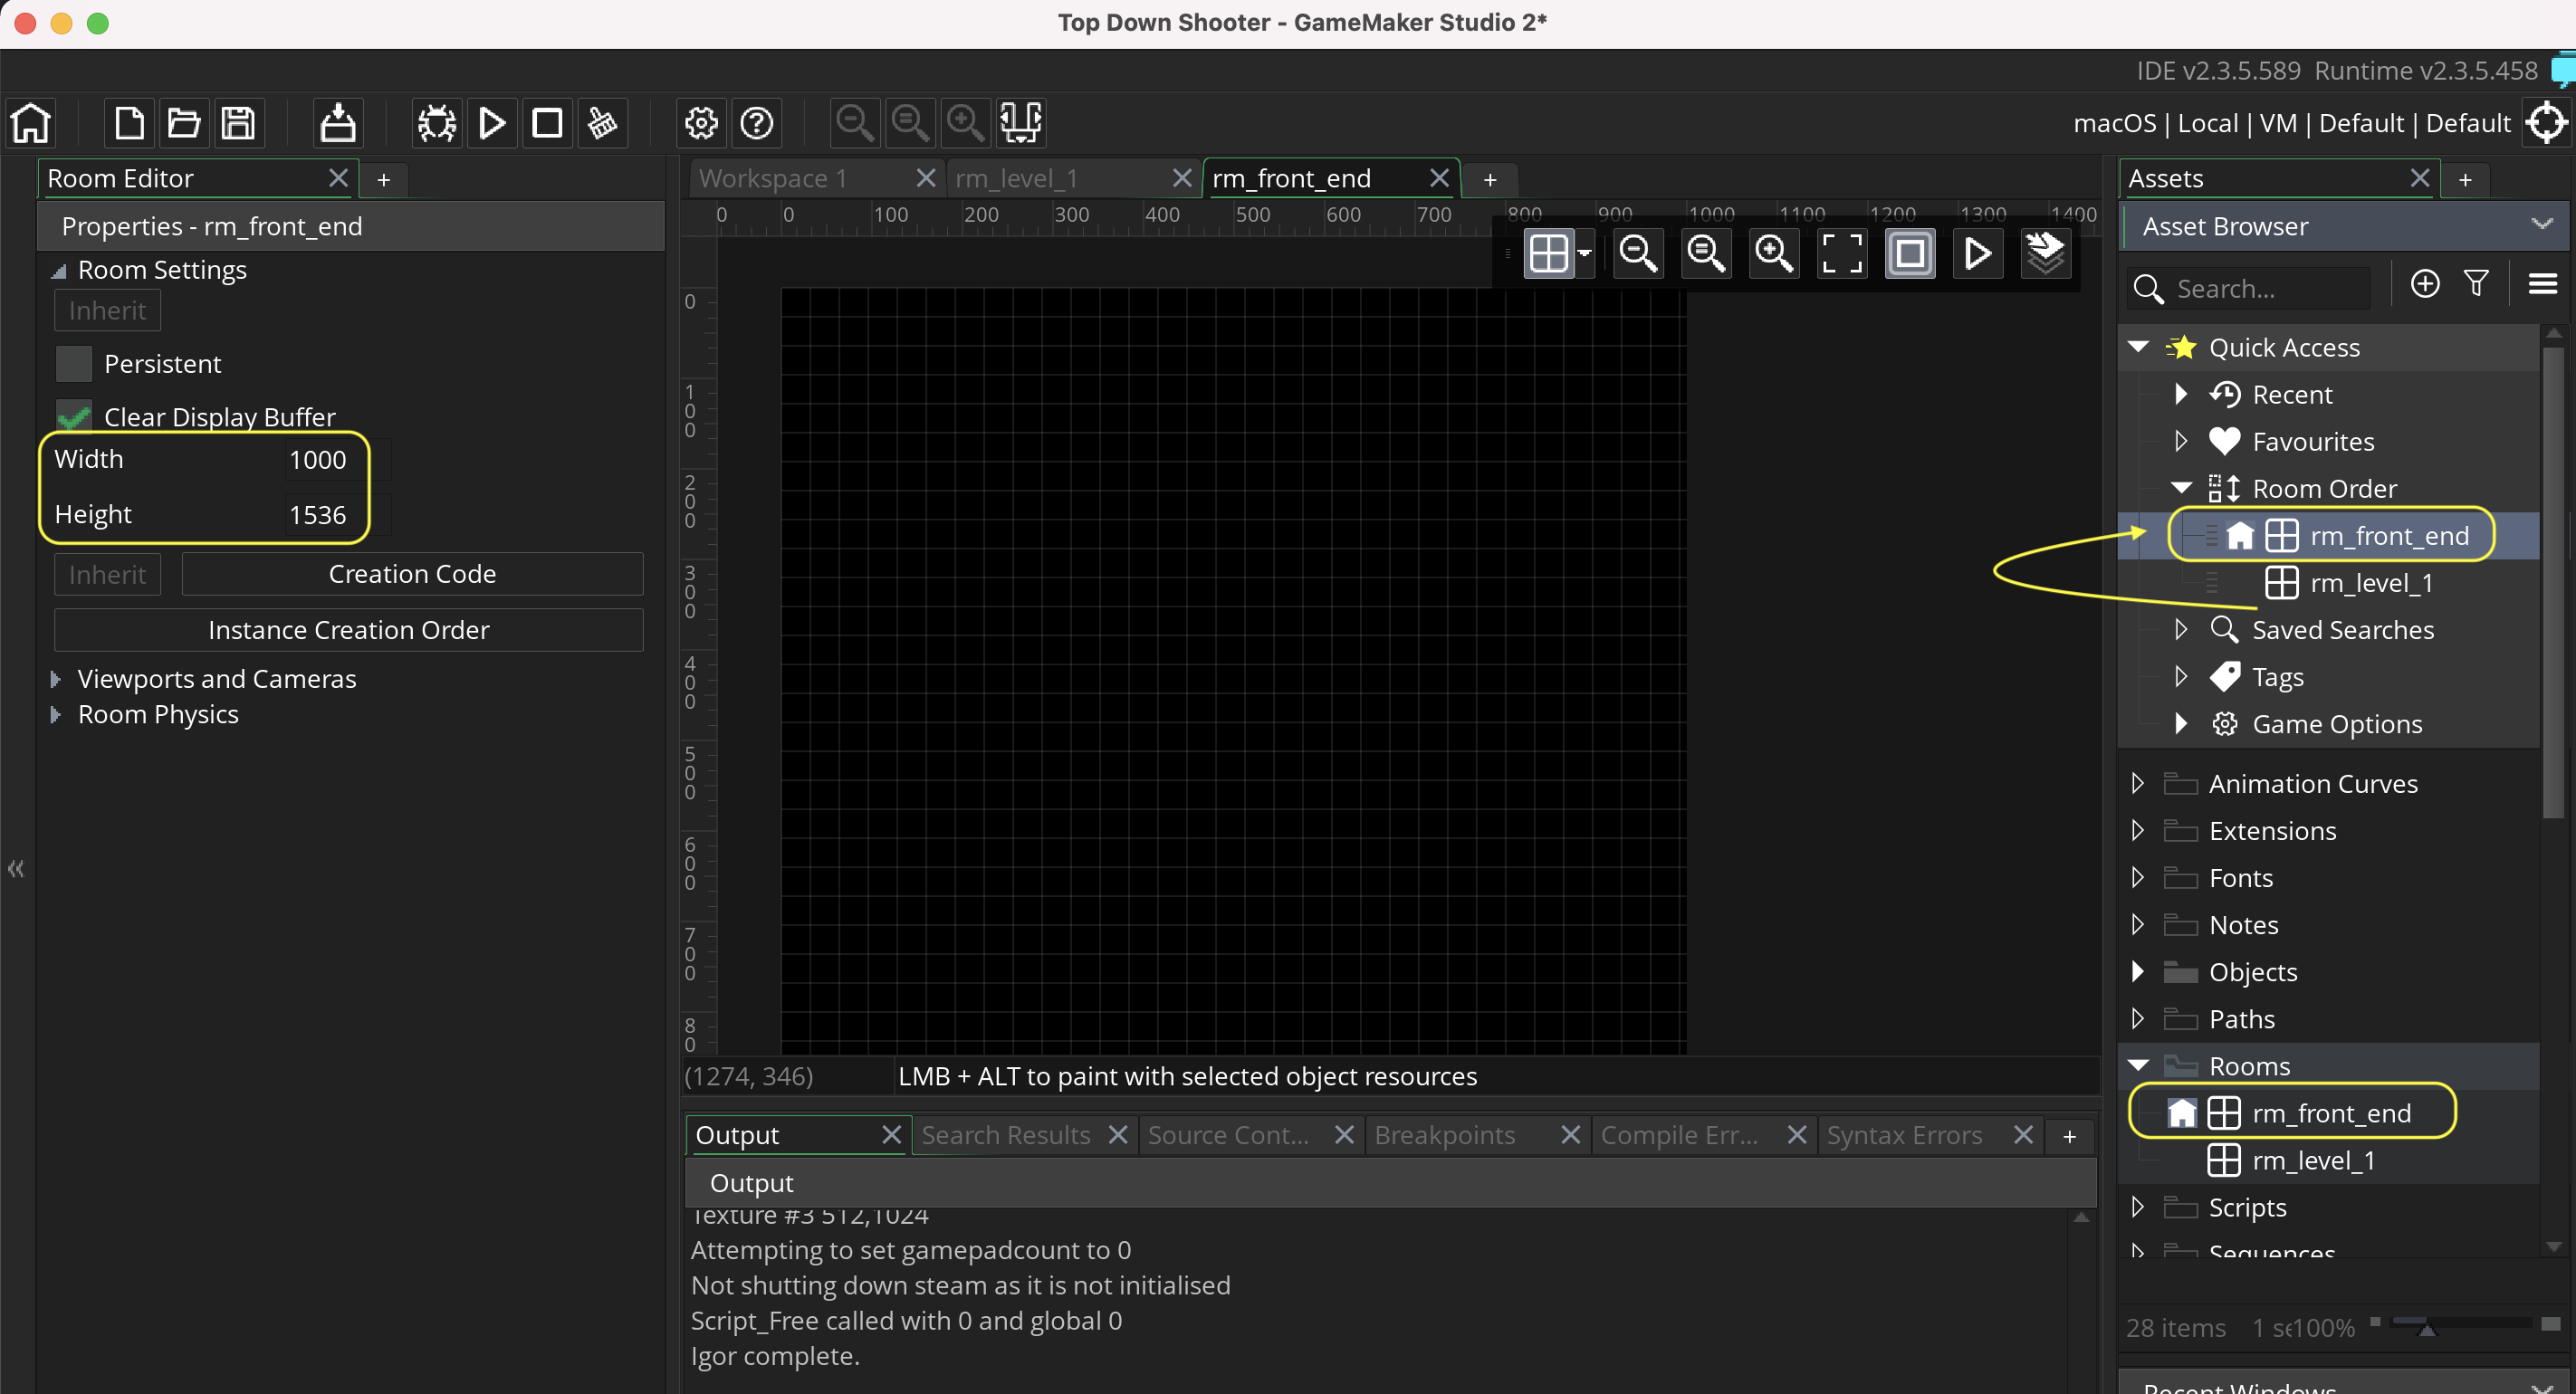 Top Down Shooter - GameMaker Studio 2*
IDE v2.3.5.589 Runtime v2.3.5.458
macOS | Local | VM | Default | Default
Room Editor
+
Properties - rm_front_end
Room Settings
Inherit
Persistent
Clear Display Buffer
Width 1000
Height 1536
Inherit Creation Code
Instance Creation Order
Viewports and Cameras
Room Physics
Workspace 1 rm_level_1 rm_front_end +
0 0 100 200 300 400 500 600 700 800 900 1000 1100 1200 1300 1400
0
100
200
300
400
500
600
700
80
(1274, 346) LMB + ALT to paint with selected object resources
Output Search Results Source Cont... Breakpoints Compile Err... Syntax Errors +
Output
Texture #3 512,1024
Attempting to set gamepadcount to 0
Not shutting down steam as it is not initialised
Script_Free called with 0 and global 0
Igor complete.
Assets +
Asset Browser
Search...
Quick Access
Recent
Favourites
Room Order
rm_front_end
rm_level_1
Saved Searches
Tags
Game Options
Animation Curves
Extensions
Fonts
Notes
Objects
Paths
Rooms
rm_front_end
rm_level_1
Scripts
Sequences
28 items 1 se 100%
Recent Windows